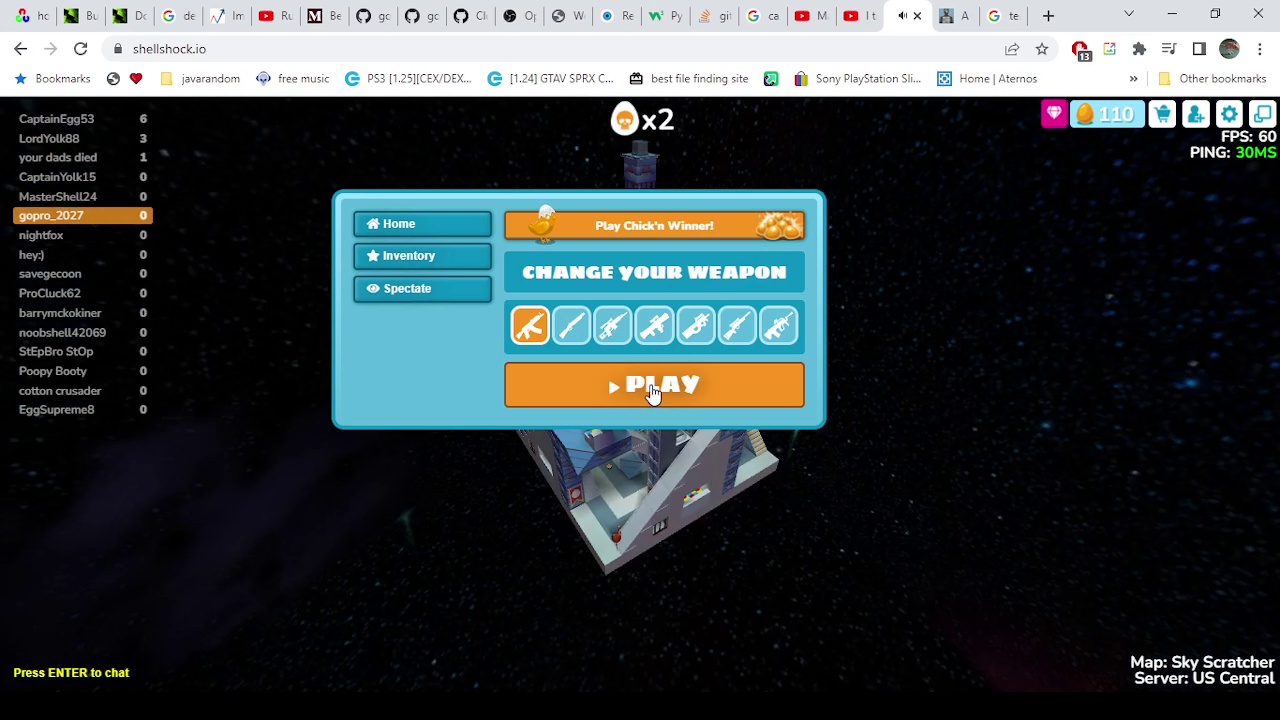 hc
Bu
Dc
de
Im
Ru
Be
gc
gc
Cli
Op
W
Re
Py
git
ca
M
I t
A
te
shellshock.io
13
Bookmarks
javarandom
free music
PS3 [1.25](CEX/DEX...
[1.24] GTAV SPRX C...
best file finding site
Sony PlayStation Sli...
Home | Aternos
»
Other bookmarks
CaptainEgg53 6
LordYolk88 3
your dads died 1
CaptainYolk15 0
MasterShell24 0
gopro_2027 0
nightfox 0
hey:) 0
savegecoon 0
ProCluck62 0
barrymckokiner 0
noobshell42069 0
StEpBro StOp 0
Poopy Booty 0
cotton crusader 0
EggSupreme8 0
x2
110
FPS: 60
PING: 30MS
Home
Inventory
Spectate
Play Chick'n Winner!
CHANGE YOUR WEAPON
PLAY
Press ENTER to chat
Map: Sky Scratcher
Server: US Central